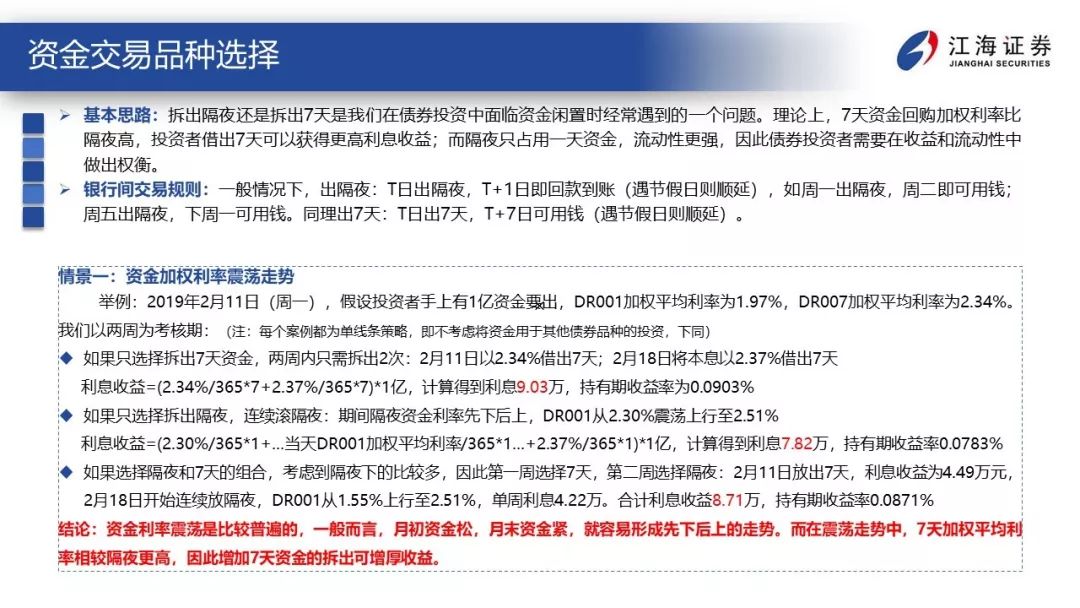 资金交易品种选择
江海证券
JIANGHAI SECURITIES
基本思路：拆出隔夜还是拆出7天是我们在债券投资中面临资金闲置时经常遇到的一个问题。理论上，7天资金回购加权利率比
隔夜高，投资者借出7天可以获得更高利息收益；而隔夜只占用一天资金，流动性更强，因此债券投资者需要在收益和流动性中
做出权衡。
银行间交易规则：一般情况下，出隔夜：T日出隔夜，T+1日即回款到账（遇节假日则顺延），如周一出隔夜，周二即可用钱；
周五出隔夜，下周一可用钱。同理出7天：T日出7天，T+7日可用钱（遇节假日则顺延）。
情景一：资金加权利率震荡走势
举例：2019年2月11日（周一），假设投资者手上有1亿资金要出，DR001加权平均利率为1.97%，DR007加权平均利率为2.34%。
我们以两周为考核期：（注：每个案例都为单线条策略，即不考虑将资金用于其他债券品种的投资，下同）
如果只选择拆出7天资金，两周内只需拆出2次：2月11日以2.34%借出7天；2月18日将本息以2.37%借出7天
利息收益=(2.34%/365*7+2.37%/365*7)*1亿，计算得到利息9.03万，持有期收益率为0.0903%
如果只选择拆出隔夜，连续滚隔夜：期间隔夜资金利率先下后上，DR001从2.30%震荡上行至2.51%
利息收益=(2.30%/365*1+...当天DR001加权平均利率/365*1...+2.37%/365*1)*1亿，计算得到利息7.82万，持有期收益率0.0783%
如果选择隔夜和7天的组合，考虑到隔夜下的比较多，因此第一周选择7天，第二周选择隔夜：2月11日放出7天，利息收益为4.49万元，
2月18日开始连续放隔夜，DR001从1.55%上行至2.51%，单周利息4.22万。合计利息收益8.71万，持有期收益率0.0871%
结论：资金利率震荡是比较普遍的，一般而言，月初资金松，月末资金紧，就容易形成先下后上的走势。而在震荡走势中，7天加权平均利
率相较隔夜更高，因此增加7天资金的拆出可增厚收益。